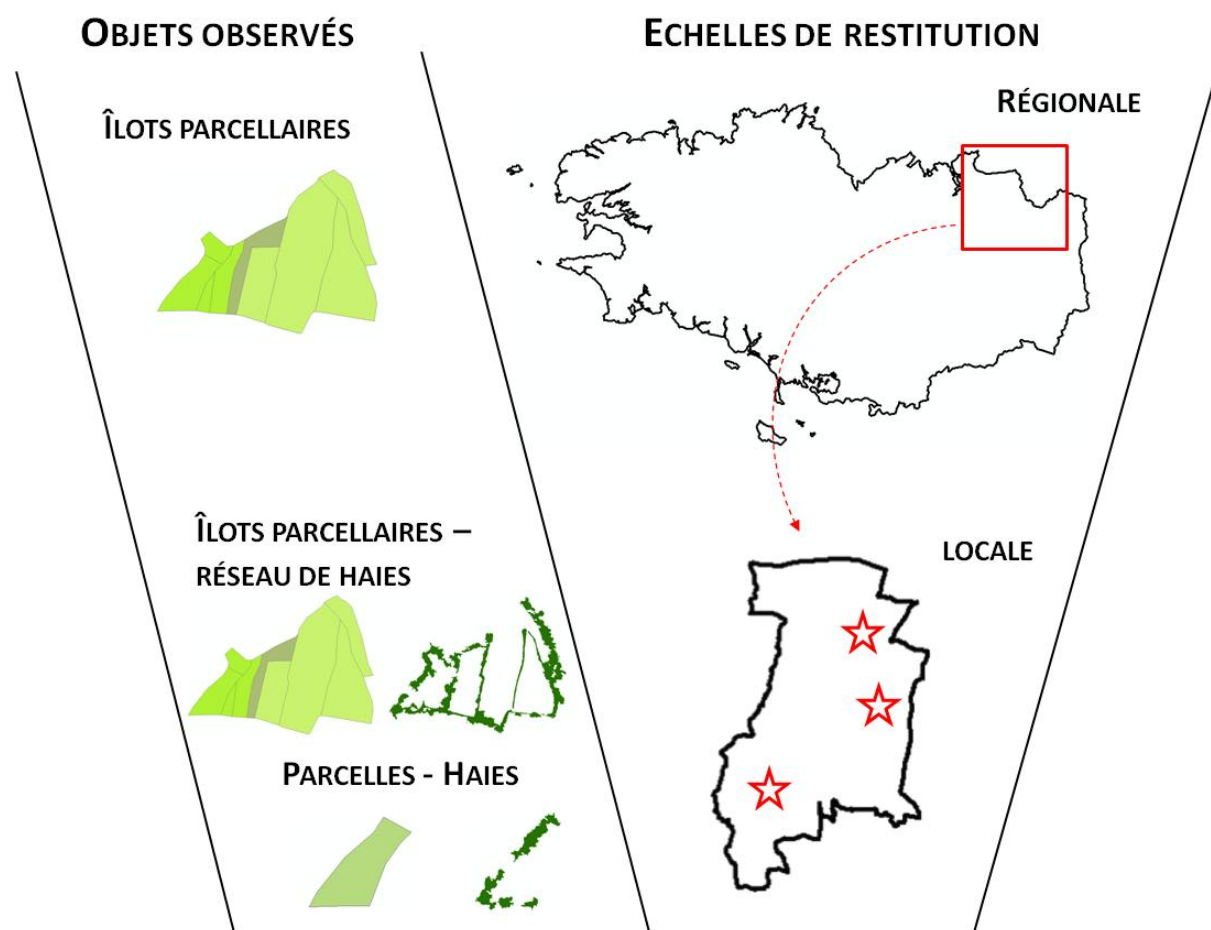 OBJETS OBSERVÉS
ECHELLES DE RESTITUTION
ÎLOTS PARCELLAIRES
RÉGIONALE
ÎLOTS PARCELLAIRES –
RÉSEAU DE HAIES
LOCALE
PARCELLES - HAIES